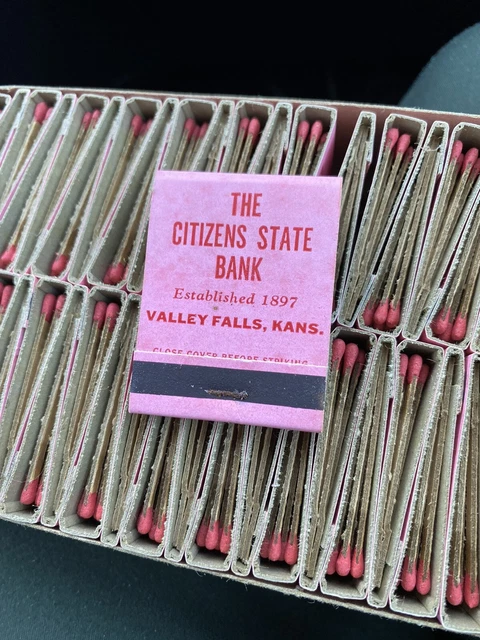 THE
CITIZENS STATE
BANK
Established 1897
VALLEY FALLS, KANS.
CLOSE COVER BEFORE STRIKING